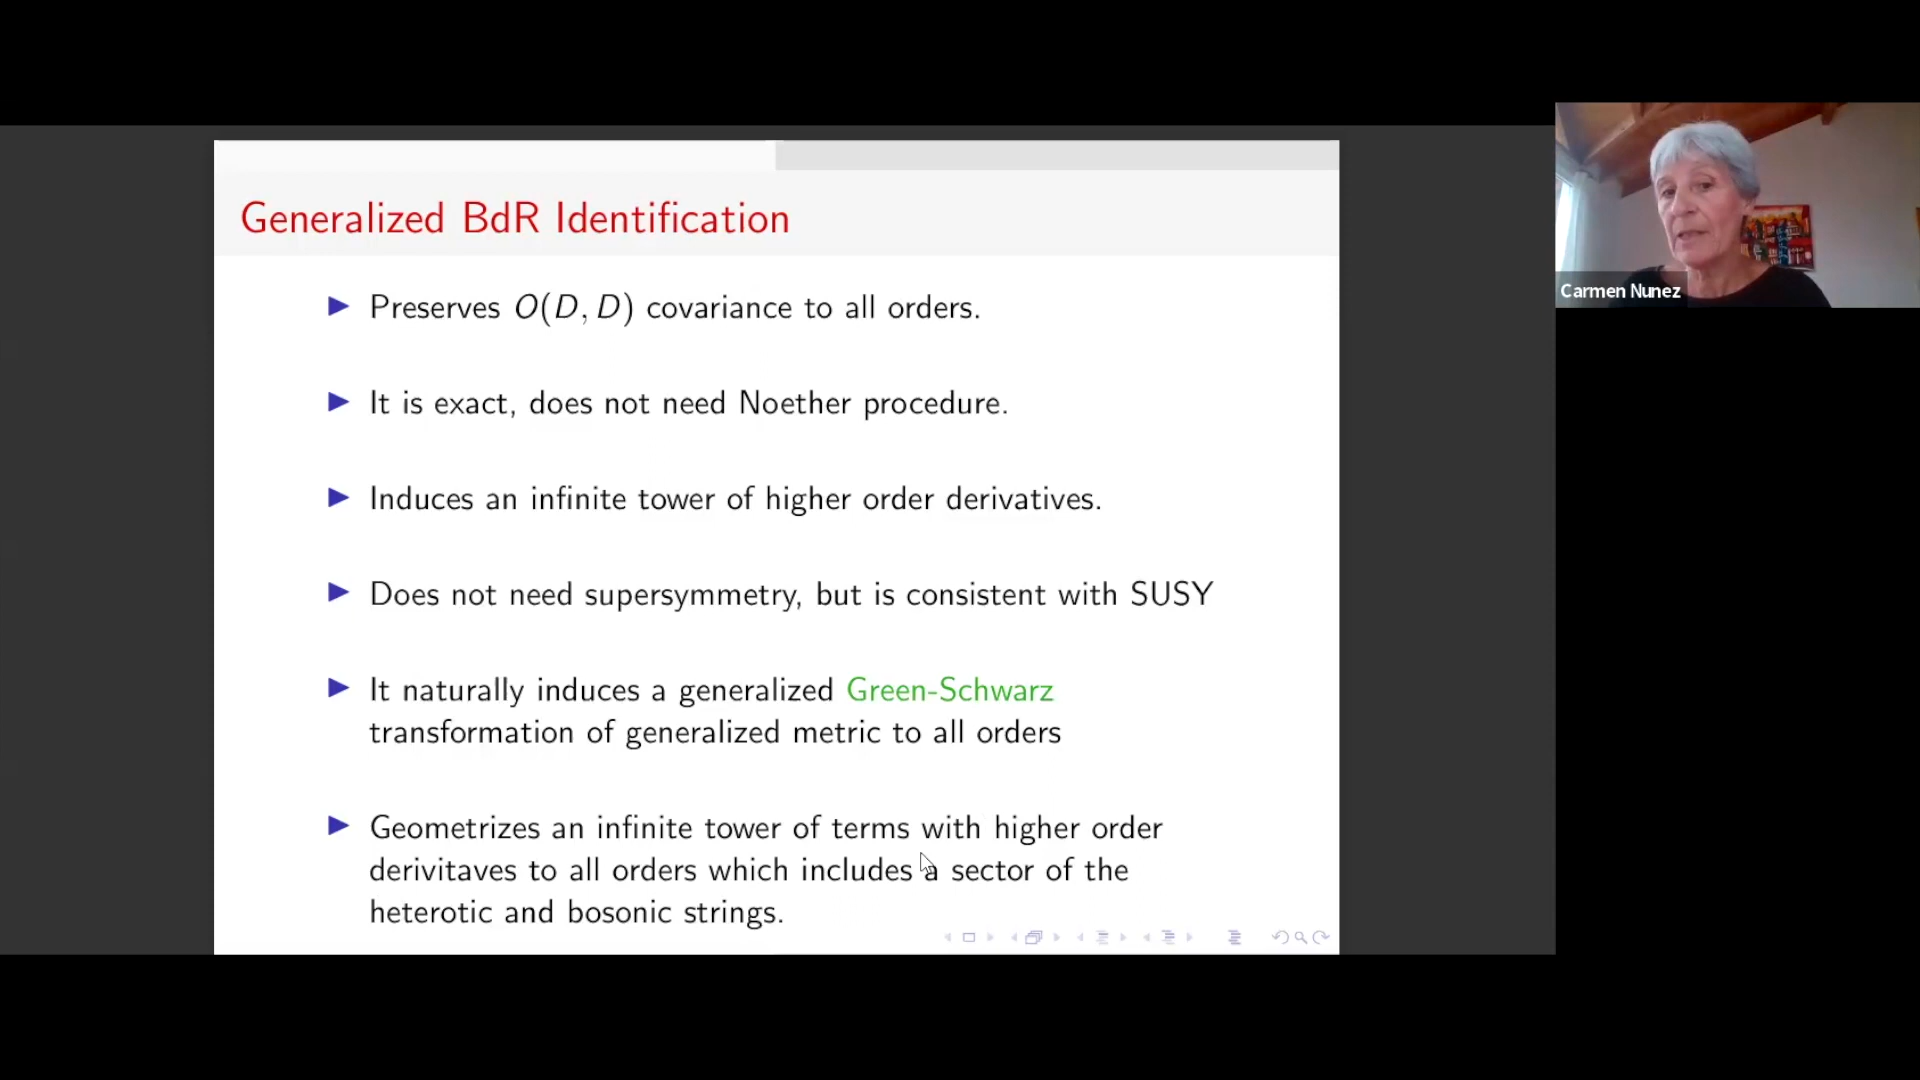 Generalized BdR Identification
Preserves O(D, D) covariance to all orders.
It is exact, does not need Noether procedure.
Induces an infinite tower of higher order derivatives.
Does not need supersymmetry, but is consistent with SUSY
It naturally induces a generalized Green-Schwarz
transformation of generalized metric to all orders
Geometrizes an infinite tower of terms with higher order
derivitaves to all orders which includes a sector of the
heterotic and bosonic strings.
Carmen Nunez